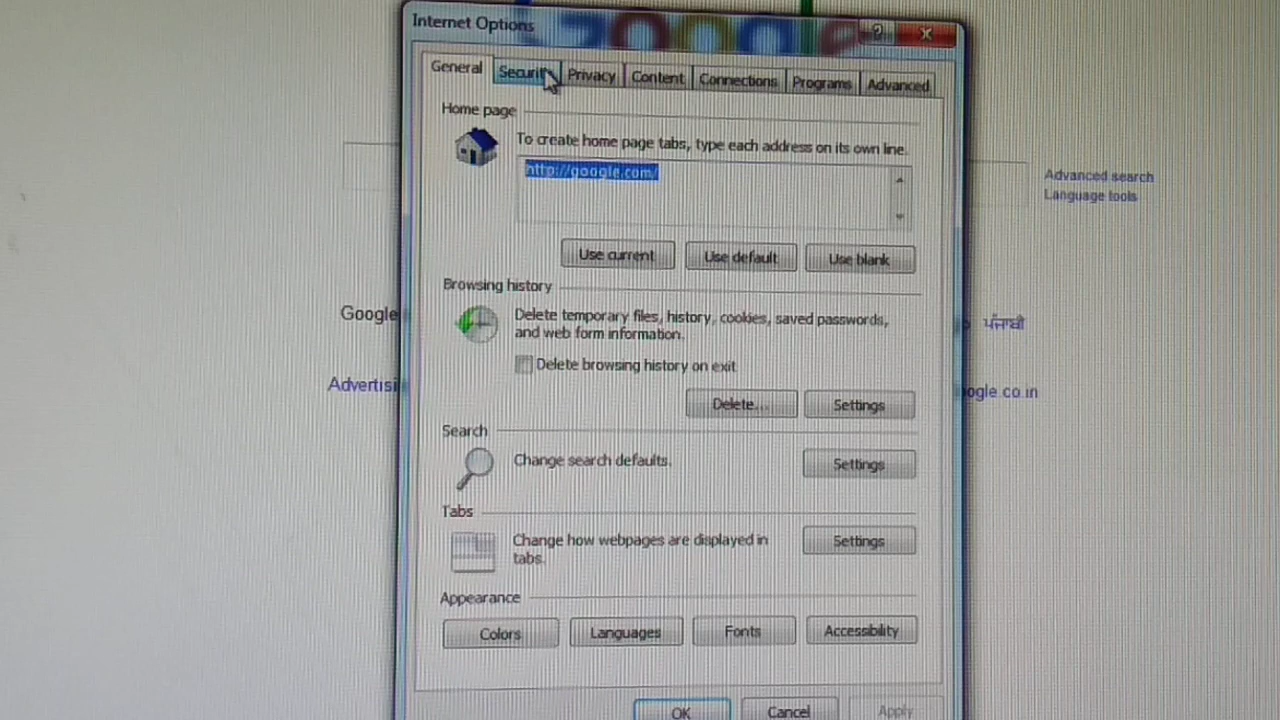 Internet Options
General Security Privacy Content Connections Programs Advanced
Home page
To create home page tabs, type each address on its own line.
http://google.com/
Use current Use default Use blank
Browsing history
Delete temporary files, history, cookies, saved passwords,
and web form information.
Delete browsing history on exit
Delete... Settings
Search
Change search defaults.
Settings
Tabs
Change how webpages are displayed in
tabs.
Settings
Appearance
Colors Languages Fonts Accessibility
OK Cancel Apply
Advanced search
Language tools
Google
ਪੰਜਾਬੀ
Advertisi
ogle.co.in